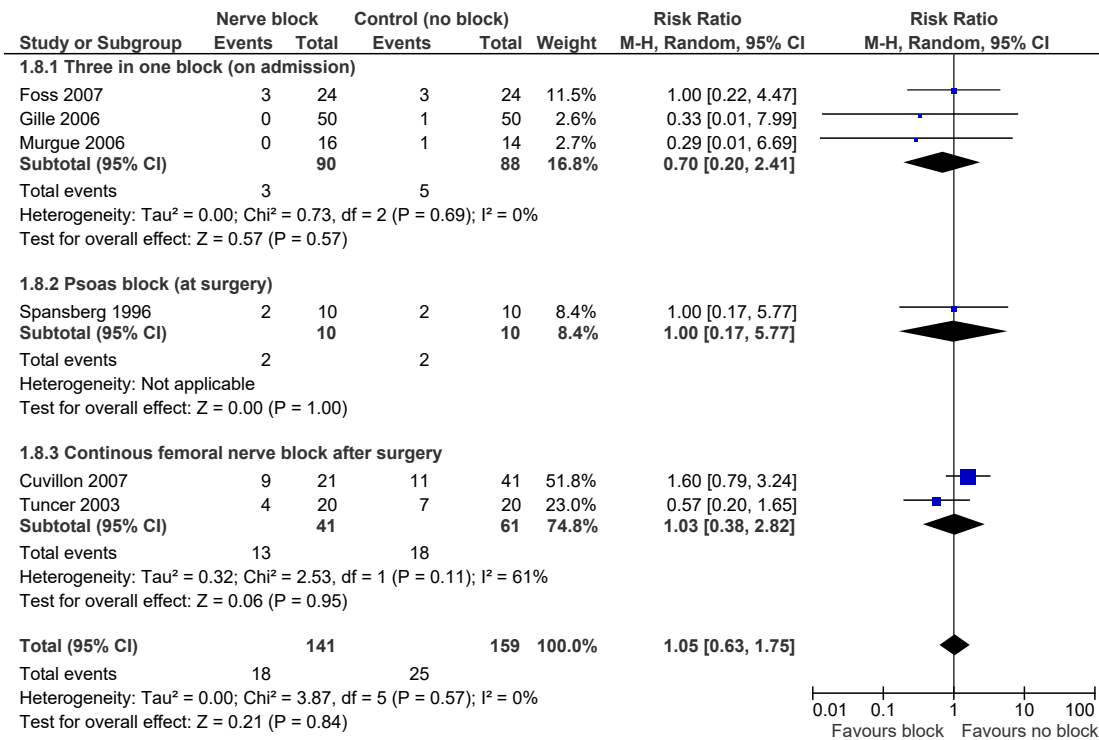 Nerve block Control (no block) Risk Ratio Risk Ratio
Study or Subgroup Events Total Events Total Weight M-H, Random, 95% CI M-H, Random, 95% CI
1.8.1 Three in one block (on admission)
Foss 2007 3 24 3 24 11.5% 1.00 [0.22, 4.47]
Gille 2006 0 50 1 50 2.6% 0.33 [0.01, 7.99]
Murgue 2006 0 16 1 14 2.7% 0.29 [0.01, 6.69]
Subtotal (95% CI) 90 88 16.8% 0.70 [0.20, 2.41]
Total events 3 5
Heterogeneity: Tau² = 0.00; Chi² = 0.73, df = 2 (P = 0.69); I² = 0%
Test for overall effect: Z = 0.57 (P = 0.57)
1.8.2 Psoas block (at surgery)
Spansberg 1996 2 10 2 10 8.4% 1.00 [0.17, 5.77]
Subtotal (95% CI) 10 10 8.4% 1.00 [0.17, 5.77]
Total events 2 2
Heterogeneity: Not applicable
Test for overall effect: Z = 0.00 (P = 1.00)
1.8.3 Continous femoral nerve block after surgery
Cuvillon 2007 9 21 11 41 51.8% 1.60 [0.79, 3.24]
Tuncer 2003 4 20 7 20 23.0% 0.57 [0.20, 1.65]
Subtotal (95% CI) 41 61 74.8% 1.03 [0.38, 2.82]
Total events 13 18
Heterogeneity: Tau² = 0.32; Chi² = 2.53, df = 1 (P = 0.11); I² = 61%
Test for overall effect: Z = 0.06 (P = 0.95)
Total (95% CI) 141 159 100.0% 1.05 [0.63, 1.75]
Total events 18 25
Heterogeneity: Tau² = 0.00; Chi² = 3.87, df = 5 (P = 0.57); I² = 0%
Test for overall effect: Z = 0.21 (P = 0.84)
0.01 0.1 1 10 100
Favours block Favours no block